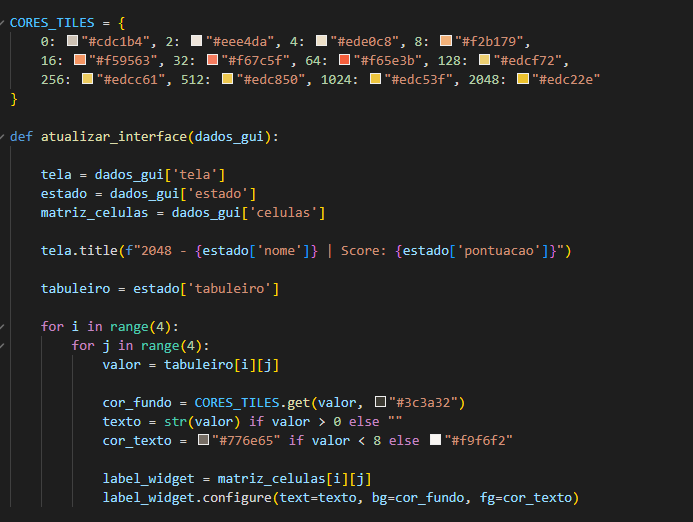 CORES_TILES = {
    0: "#cdc1b4", 2: "#eee4da", 4: "#ede0c8", 8: "#f2b179",
    16: "#f59563", 32: "#f67c5f", 64: "#f65e3b", 128: "#edcf72",
    256: "#edcc61", 512: "#edc850", 1024: "#edc53f", 2048: "#edc22e"
}
def atualizar_interface(dados_gui):
    tela = dados_gui['tela']
    estado = dados_gui['estado']
    matriz_celulas = dados_gui['celulas']
    tela.title(f"2048 - {estado['nome']} | Score: {estado['pontuacao']}")
    tabuleiro = estado['tabuleiro']
    for i in range(4):
        for j in range(4):
            valor = tabuleiro[i][j]
            cor_fundo = CORES_TILES.get(valor, "#3c3a32")
            texto = str(valor) if valor > 0 else ""
            cor_texto = "#776e65" if valor < 8 else "#f9f6f2"
            label_widget = matriz_celulas[i][j]
            label_widget.configure(text=texto, bg=cor_fundo, fg=cor_texto)